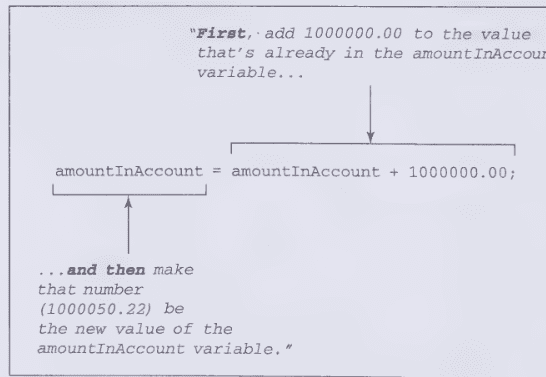 "First, add 1000000.00 to the value
that's already in the amountInAccoun
variable...
amountInAccount = amountInAccount + 1000000.00;
...and then make
that number
(1000050.22) be
the new value of the
amountInAccount variable."